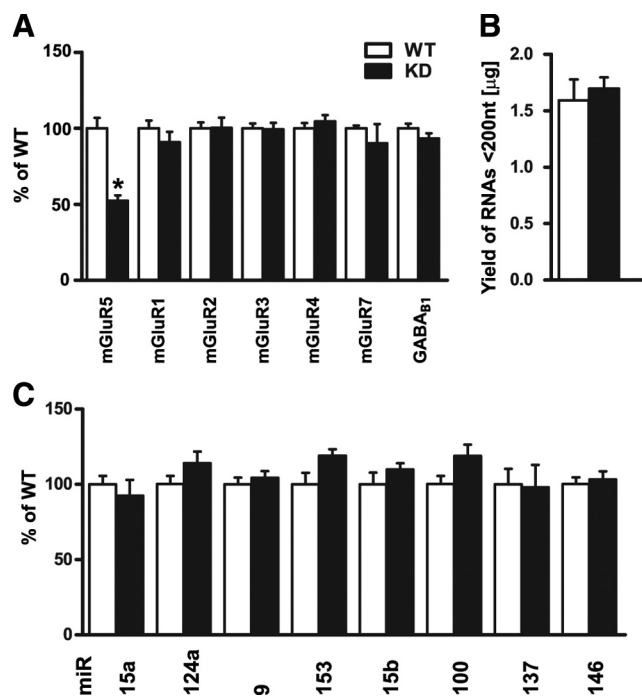 A
% of WT
150
100
50
0
WT
KD
*
mGluR5
mGluR1
mGluR2
mGluR3
mGluR4
mGluR7
GABAB1
B
Yield of RNAs <200nt [µg]
2.0
1.5
1.0
0.5
0.0
C
% of WT
150
100
50
0
miR
15a
124a
9
153
15b
100
137
146